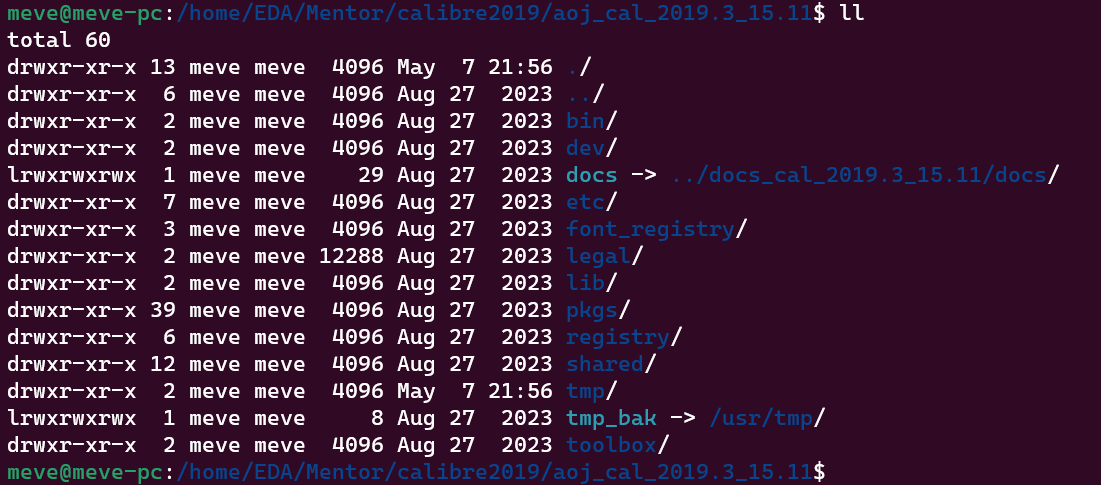 meve@meve-pc:/home/EDA/Mentor/calibre2019/aoj_cal_2019.3_15.11$ ll
total 60
drwxr-xr-x 13 meve meve  4096 May  7 21:56 ./
drwxr-xr-x  6 meve meve  4096 Aug 27  2023 ../
drwxr-xr-x  2 meve meve  4096 Aug 27  2023 bin/
drwxr-xr-x  2 meve meve  4096 Aug 27  2023 dev/
lrwxrwxrwx  1 meve meve    29 Aug 27  2023 docs -> ../docs_cal_2019.3_15.11/docs/
drwxr-xr-x  7 meve meve  4096 Aug 27  2023 etc/
drwxr-xr-x  3 meve meve  4096 Aug 27  2023 font_registry/
drwxr-xr-x  2 meve meve 12288 Aug 27  2023 legal/
drwxr-xr-x  2 meve meve  4096 Aug 27  2023 lib/
drwxr-xr-x 39 meve meve  4096 Aug 27  2023 pkgs/
drwxr-xr-x  6 meve meve  4096 Aug 27  2023 registry/
drwxr-xr-x 12 meve meve  4096 Aug 27  2023 shared/
drwxr-xr-x  2 meve meve  4096 May  7 21:56 tmp/
lrwxrwxrwx  1 meve meve     8 Aug 27  2023 tmp_bak -> /usr/tmp/
drwxr-xr-x  2 meve meve  4096 Aug 27  2023 toolbox/
meve@meve-pc:/home/EDA/Mentor/calibre2019/aoj_cal_2019.3_15.11$